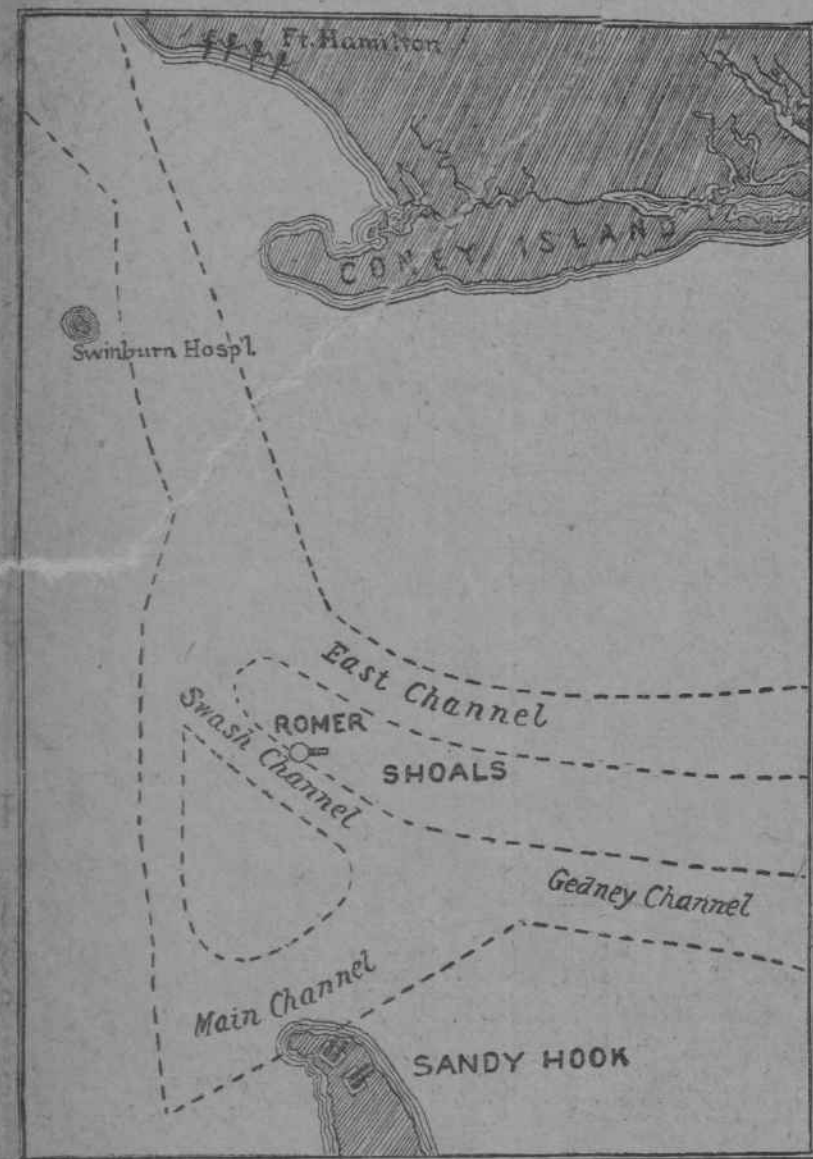 Ft. Hamilton
CONEY ISLAND
Swinburn Hosp'l.
East Channel
Swash Channel
ROMER
SHOALS
Gedney Channel
Main Channel
SANDY HOOK